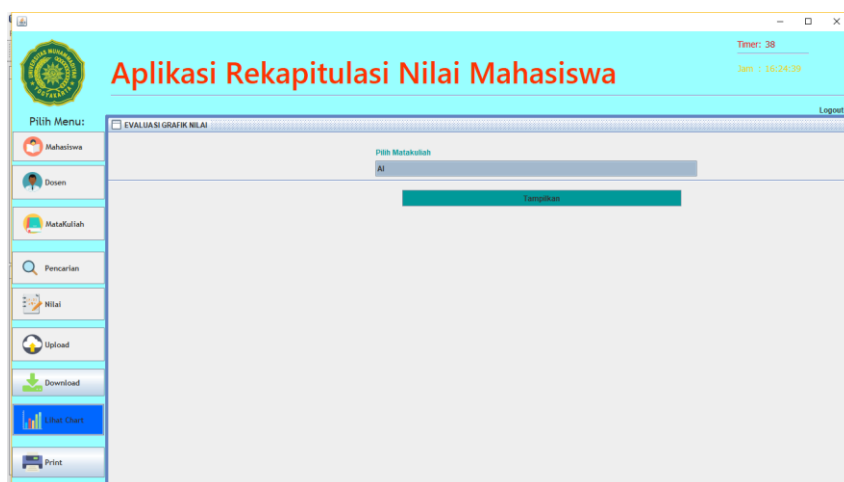 Timer: 38
Jam : 16:24:39
Aplikasi Rekapitulasi Nilai Mahasiswa
Logout
Pilih Menu:
EVALUASI GRAFIK NILAI
Mahasiswa
Pilih Matakuliah
AI
Dosen
Tampilkan
MataKuliah
Pencarian
Nilai
Upload
Download
Lihat Chart
Print